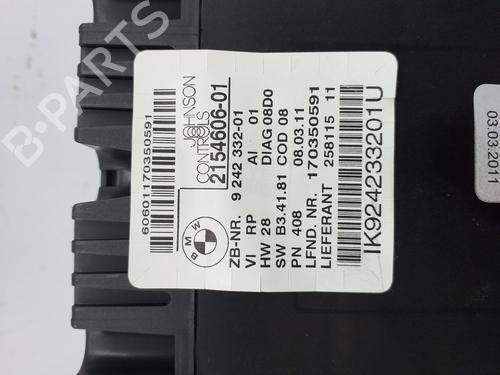 JOHNSON
CONTROLS
2154606-01
ZB-NR. 9 242 332-01
VI RP AI 01
HW 28 DIAG 08D0
SW B3.41.81 COD 08
PN 408 08.03.11
LFND. NR. 170350591
LIEFERANT 258115 11
IK924233201U
BMW
60601170350591
03.03.2011
B-PARTS